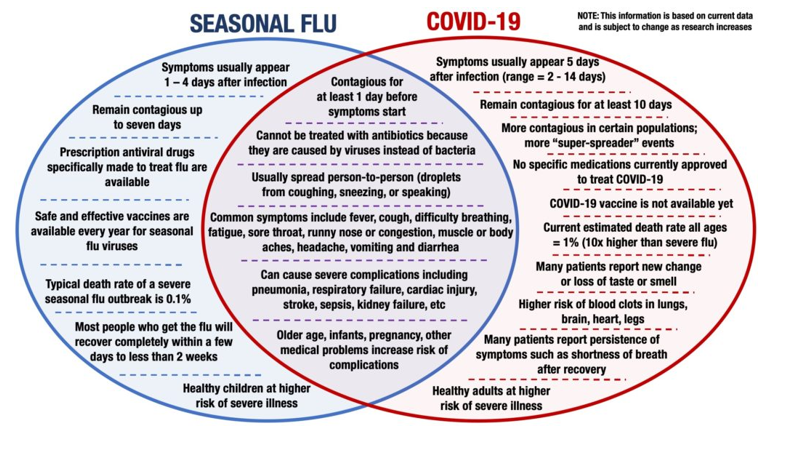 SEASONAL FLU
COVID-19
NOTE: This information is based on current data
and is subject to change as research increases
Symptoms usually appear
1 – 4 days after infection
Remain contagious up
to seven days
Prescription antiviral drugs
specifically made to treat flu are
available
Safe and effective vaccines are
available every year for seasonal
flu viruses
Typical death rate of a severe
seasonal flu outbreak is 0.1%
Most people who get the flu will
recover completely within a few
days to less than 2 weeks
Healthy children at higher
risk of severe illness
Contagious for
at least 1 day before
symptoms start
Cannot be treated with antibiotics because
they are caused by viruses instead of bacteria
Usually spread person-to-person (droplets
from coughing, sneezing, or speaking)
Common symptoms include fever, cough, difficulty breathing,
fatigue, sore throat, runny nose or congestion, muscle or body
aches, headache, vomiting and diarrhea
Can cause severe complications including
pneumonia, respiratory failure, cardiac injury,
stroke, sepsis, kidney failure, etc
Older age, infants, pregnancy, other
medical problems increase risk of
complications
Symptoms usually appear 5 days
after infection (range = 2 - 14 days)
Remain contagious for at least 10 days
More contagious in certain populations;
more “super-spreader” events
No specific medications currently approved
to treat COVID-19
COVID-19 vaccine is not available yet
Current estimated death rate all ages
= 1% (10x higher than severe flu)
Many patients report new change
or loss of taste or smell
Higher risk of blood clots in lungs,
brain, heart, legs
Many patients report persistence of
symptoms such as shortness of breath
after recovery
Healthy adults at higher
risk of severe illness